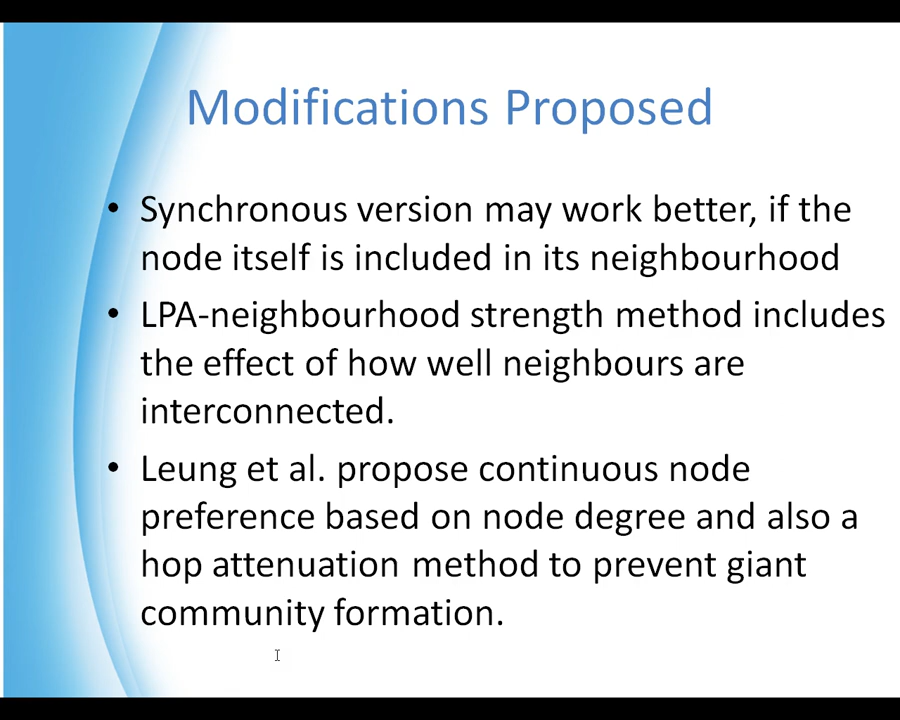 Modifications Proposed
• Synchronous version may work better, if the
node itself is included in its neighbourhood
• LPA-neighbourhood strength method includes
the effect of how well neighbours are
interconnected.
• Leung et al. propose continuous node
preference based on node degree and also a
hop attenuation method to prevent giant
community formation.